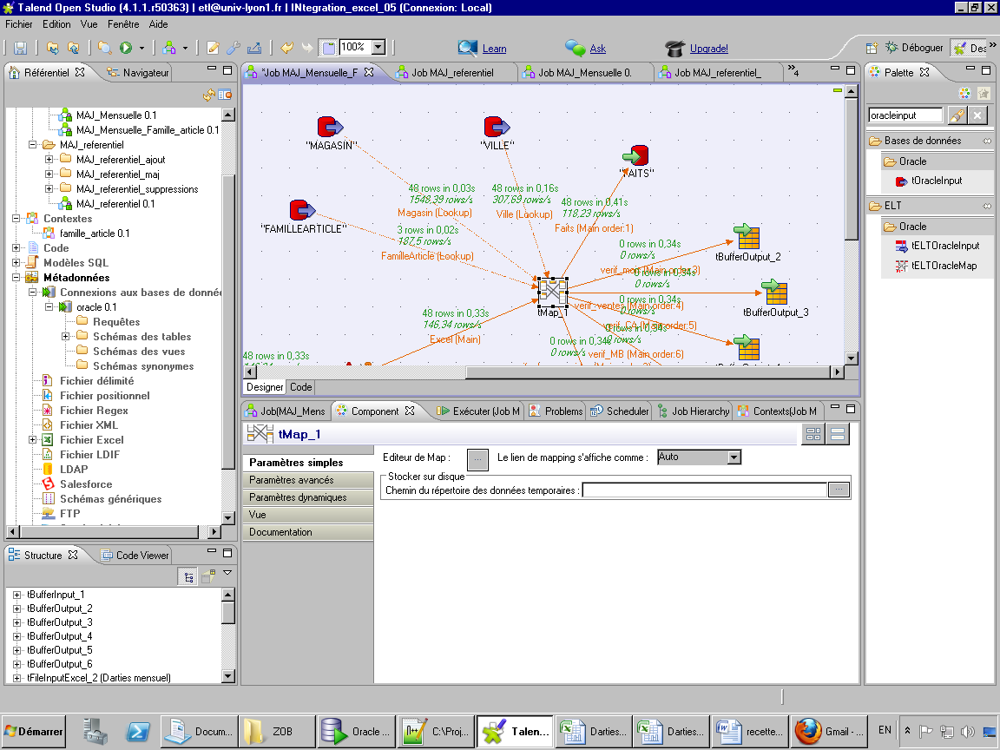 Talend Open Studio (4.1.1.r50363) | etl@univ-lyon1.fr | INtegration_excel_05 (Connexion: Local)
Fichier Edition Vue Fenêtre Aide
100% Learn Ask Upgrade! Déboguer Des
Référentiel Navigateur
MAJ_Mensuelle 0.1
MAJ_Mensuelle_Famille_article 0.1
MAJ_referentiel
MAJ_referentiel_ajout
MAJ_referentiel_maj
MAJ_referentiel_suppressions
MAJ_referentiel 0.1
Contextes
famille_article 0.1
Code
Modèles SQL
Métadonnées
Connexions aux bases de donné
oracle 0.1
Requêtes
Schémas des tables
Schémas des vues
Schémas synonymes
Fichier délimité
Fichier positionnel
Fichier Regex
Fichier XML
Fichier Excel
Fichier LDIF
LDAP
Salesforce
Schémas génériques
FTP
Structure Code Viewer
tBufferInput_1
tBufferOutput_2
tBufferOutput_3
tBufferOutput_4
tBufferOutput_5
tBufferOutput_6
tFileInputExcel_2 (Darties mensuel)
*Job MAJ_Mensuelle_F Job MAJ_referentiel Job MAJ_Mensuelle 0. Job MAJ_referentiel_ 4
"MAGASIN" "VILLE"
"FAITS"
48 rows in 0,03s 48 rows in 0,16s
1548,39 rows/s 307,69 rows/s
48 rows in 0,41s
118,23 rows/s
Magasin (Lookup) Ville (Lookup)
"FAMILLEARTICLE" Faits (Main order:1)
3 rows in 0,02s
187,5 rows/s
0 rows in 0,34s
0 rows/s
FamilleArticle (Lookup) tBufferOutput_2
verif_mois (Main order:3)
0 rows in 0,34s
0 rows/s
0 rows in 0,34s
0 rows/s
verif_ventes (Main order:4)
tMap_1 tBufferOutput_3
48 rows in 0,33s
146,34 rows/s
verif_CA (Main order:5)
0 rows in 0,34s
0 rows/s
Excel (Main)
0 rows in 0,34s
0 rows/s
48 rows in 0,33s
verif_MB (Main order:6)
Designer Code
Job(MAJ_Mens Component Exécuter (Job M Problems Scheduler Job Hierarchy Contexts(Job M
tMap_1
Paramètres simples
Paramètres avancés
Paramètres dynamiques
Vue
Documentation
Editeur de Map : ... Le lien de mapping s'affiche comme : Auto
Stocker sur disque
Chemin du répertoire des données temporaires : ...
Palette
oracleinput
Bases de données
Oracle
tOracleInput
ELT
Oracle
tELTOracleInput
tELTOracleMap
Démarrer Docum... ZOB Oracle ... C:\Proj... Talen... Darties... Darties... recette... Gmail - ... EN